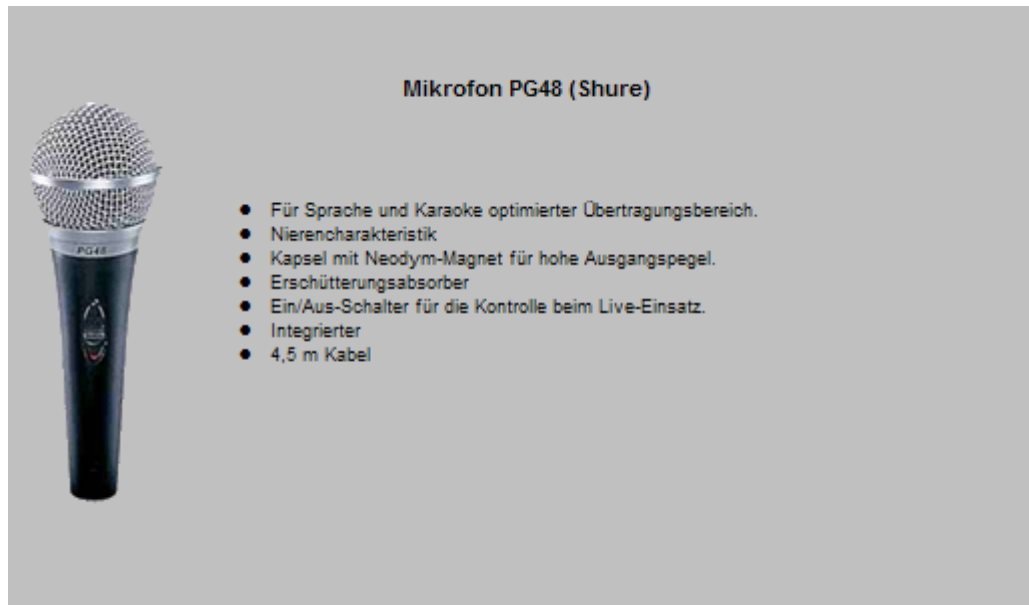 Mikrofon PG48 (Shure)
PG48
Für Sprache und Karaoke optimierter Übertragungsbereich.
Nierencharakteristik
Kapsel mit Neodym-Magnet für hohe Ausgangspegel.
Erschütterungsabsorber
Ein/Aus-Schalter für die Kontrolle beim Live-Einsatz.
Integrierter
4,5 m Kabel